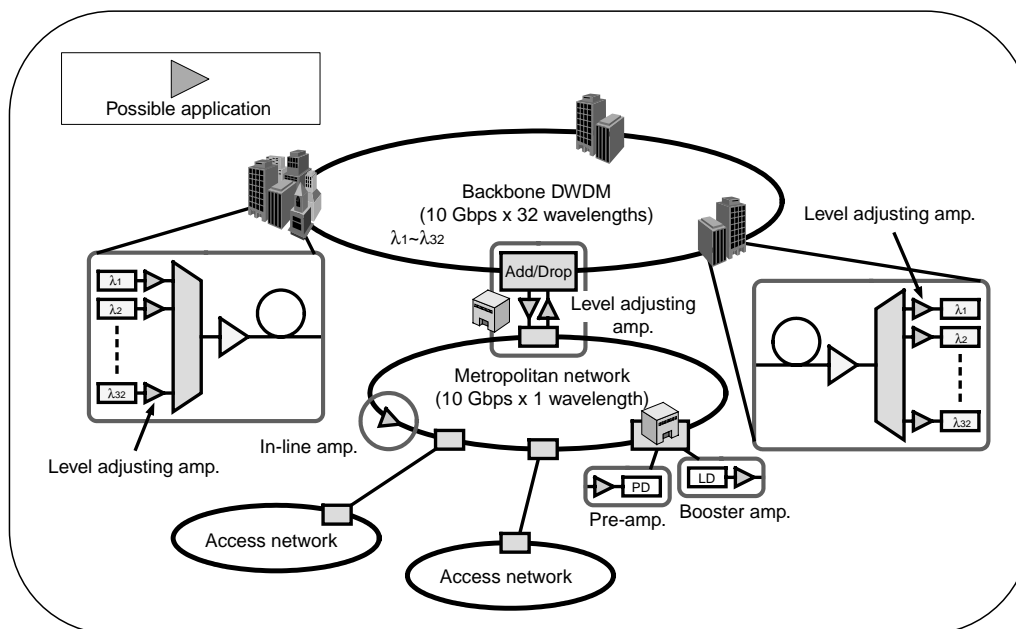 Possible application
Backbone DWDM
(10 Gbps x 32 wavelengths)
λ1~λ32
Level adjusting amp.
Add/Drop
Level adjusting
amp.
λ1
λ2
λ32
Level adjusting amp.
λ1
λ2
λ32
Metropolitan network
(10 Gbps x 1 wavelength)
In-line amp.
PD
LD
Pre-amp.
Booster amp.
Access network
Access network